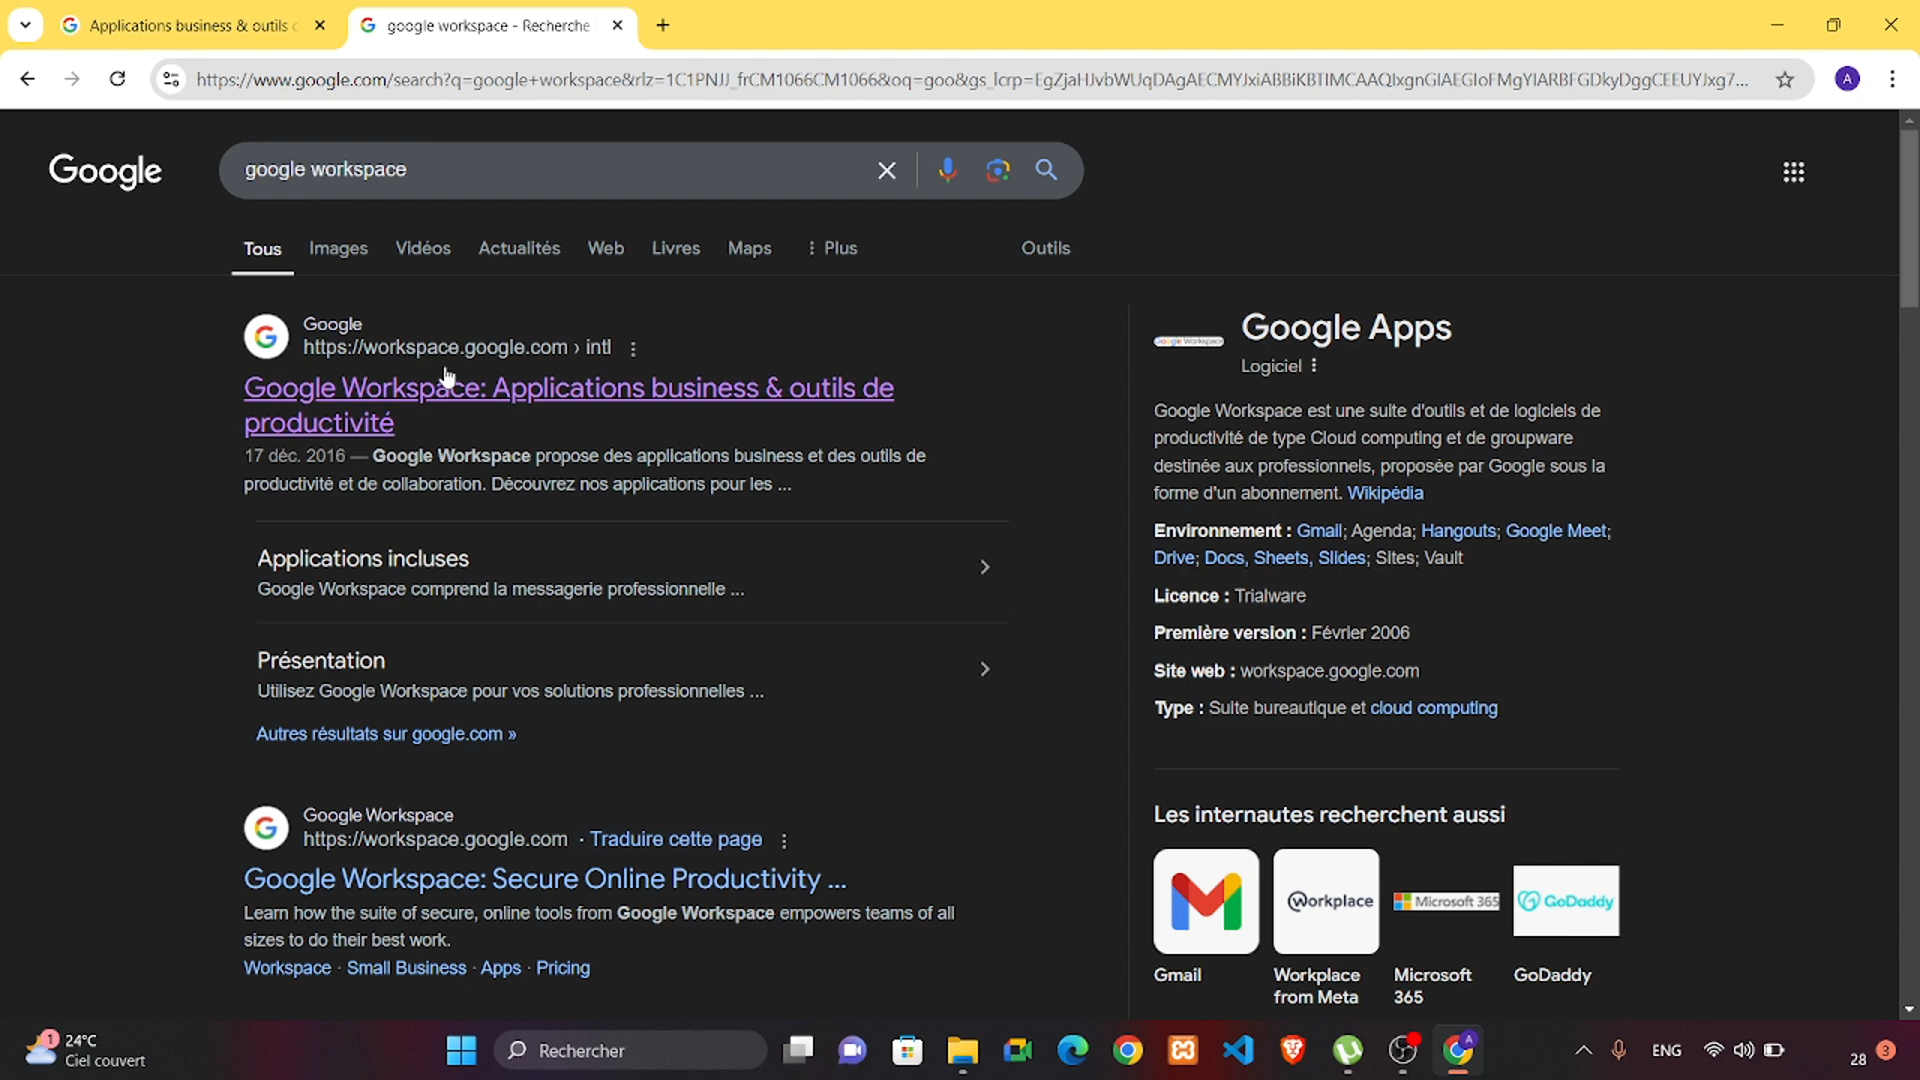 Applications business & outils
google workspace - Recherche
https://www.google.com/search?q=google+workspace&rlz=1C1PNJJ_frCM1066CM1066&oq=goo&gs_lcrp=EgZjaHJvbWUqDAgAECMYJxiABBiKBTIMCAAQIxgnGIAEGIoFMgYIARBFGDkyDggCEEUYJxg7...
A
Google
google workspace
Tous
Images
Vidéos
Actualités
Web
Livres
Maps
Plus
Outils
Google
https://workspace.google.com › intl
Google Workspace: Applications business & outils de
productivité
17 déc. 2016 — Google Workspace propose des applications business et des outils de
productivité et de collaboration. Découvrez nos applications pour les ...
Applications incluses
Google Workspace comprend la messagerie professionnelle ...
Présentation
Utilisez Google Workspace pour vos solutions professionnelles ...
Autres résultats sur google.com »
Google Workspace
https://workspace.google.com · Traduire cette page
Google Workspace: Secure Online Productivity ...
Learn how the suite of secure, online tools from Google Workspace empowers teams of all
sizes to do their best work.
Workspace · Small Business · Apps · Pricing
Google Workspace
Google Apps
Logiciel
Google Workspace est une suite d'outils et de logiciels de
productivité de type Cloud computing et de groupware
destinée aux professionnels, proposée par Google sous la
forme d'un abonnement. Wikipédia
Environnement : Gmail; Agenda; Hangouts; Google Meet;
Drive; Docs, Sheets, Slides; Sites; Vault
Licence : Trialware
Première version : Février 2006
Site web : workspace.google.com
Type : Suite bureautique et cloud computing
Les internautes recherchent aussi
Workplace
Microsoft 365
GoDaddy
Gmail
Workplace
from Meta
Microsoft
365
GoDaddy
1
24°C
Ciel couvert
Rechercher
A
ENG
28
3